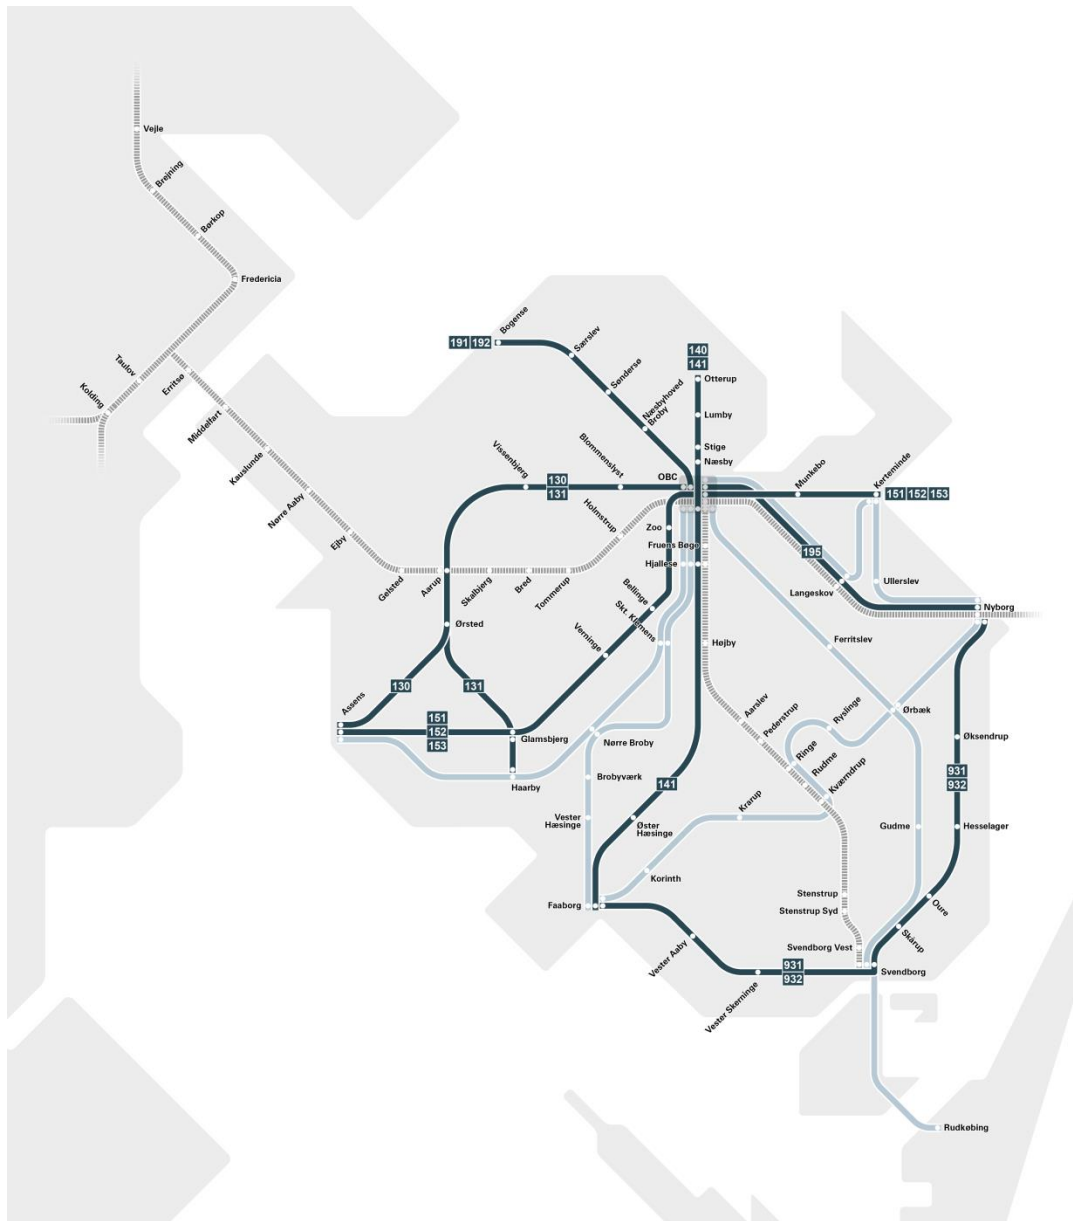 Vejle
Brejning
Børkop
Fredericia
Taulov
Kolding
Erritsø
Middelfart
Kauslunde
Nørre Aaby
Ejby
Gelsted
Aarup
Skalbjerg
Bred
Tommerup
Holmstrup
191 192
Bogense
Særslev
Søndersø
Næsbyhoved
Broby
140
141
Otterup
Lumby
Stige
Næsby
OBC
Vissenbjerg
130
131
Blommenslyst
Munkebo
Kerteminde
151 152 153
195
Zoo
Fruens Bøge
Hjallese
Langeskov
Ullerslev
Nyborg
Bellinge
Skt. Klemens
Verninge
Højby
Ferritslev
Ørsted
130
131
Assens
151
152
153
Glamsbjerg
Haarby
Nørre Broby
Aarslev
Pederstrup
Ringe
Rudme
Kværndrup
Ryslinge
Ørbæk
Øksendrup
931
932
Brobyværk
141
Vester
Hæsinge
Øster
Hæsinge
Krarup
Gudme
Hesselager
Korinth
Faaborg
Stenstrup
Stenstrup Syd
Oure
Skårup
Svendborg Vest
Svendborg
Vester Aaby
931
932
Vester Skerninge
Rudkøbing